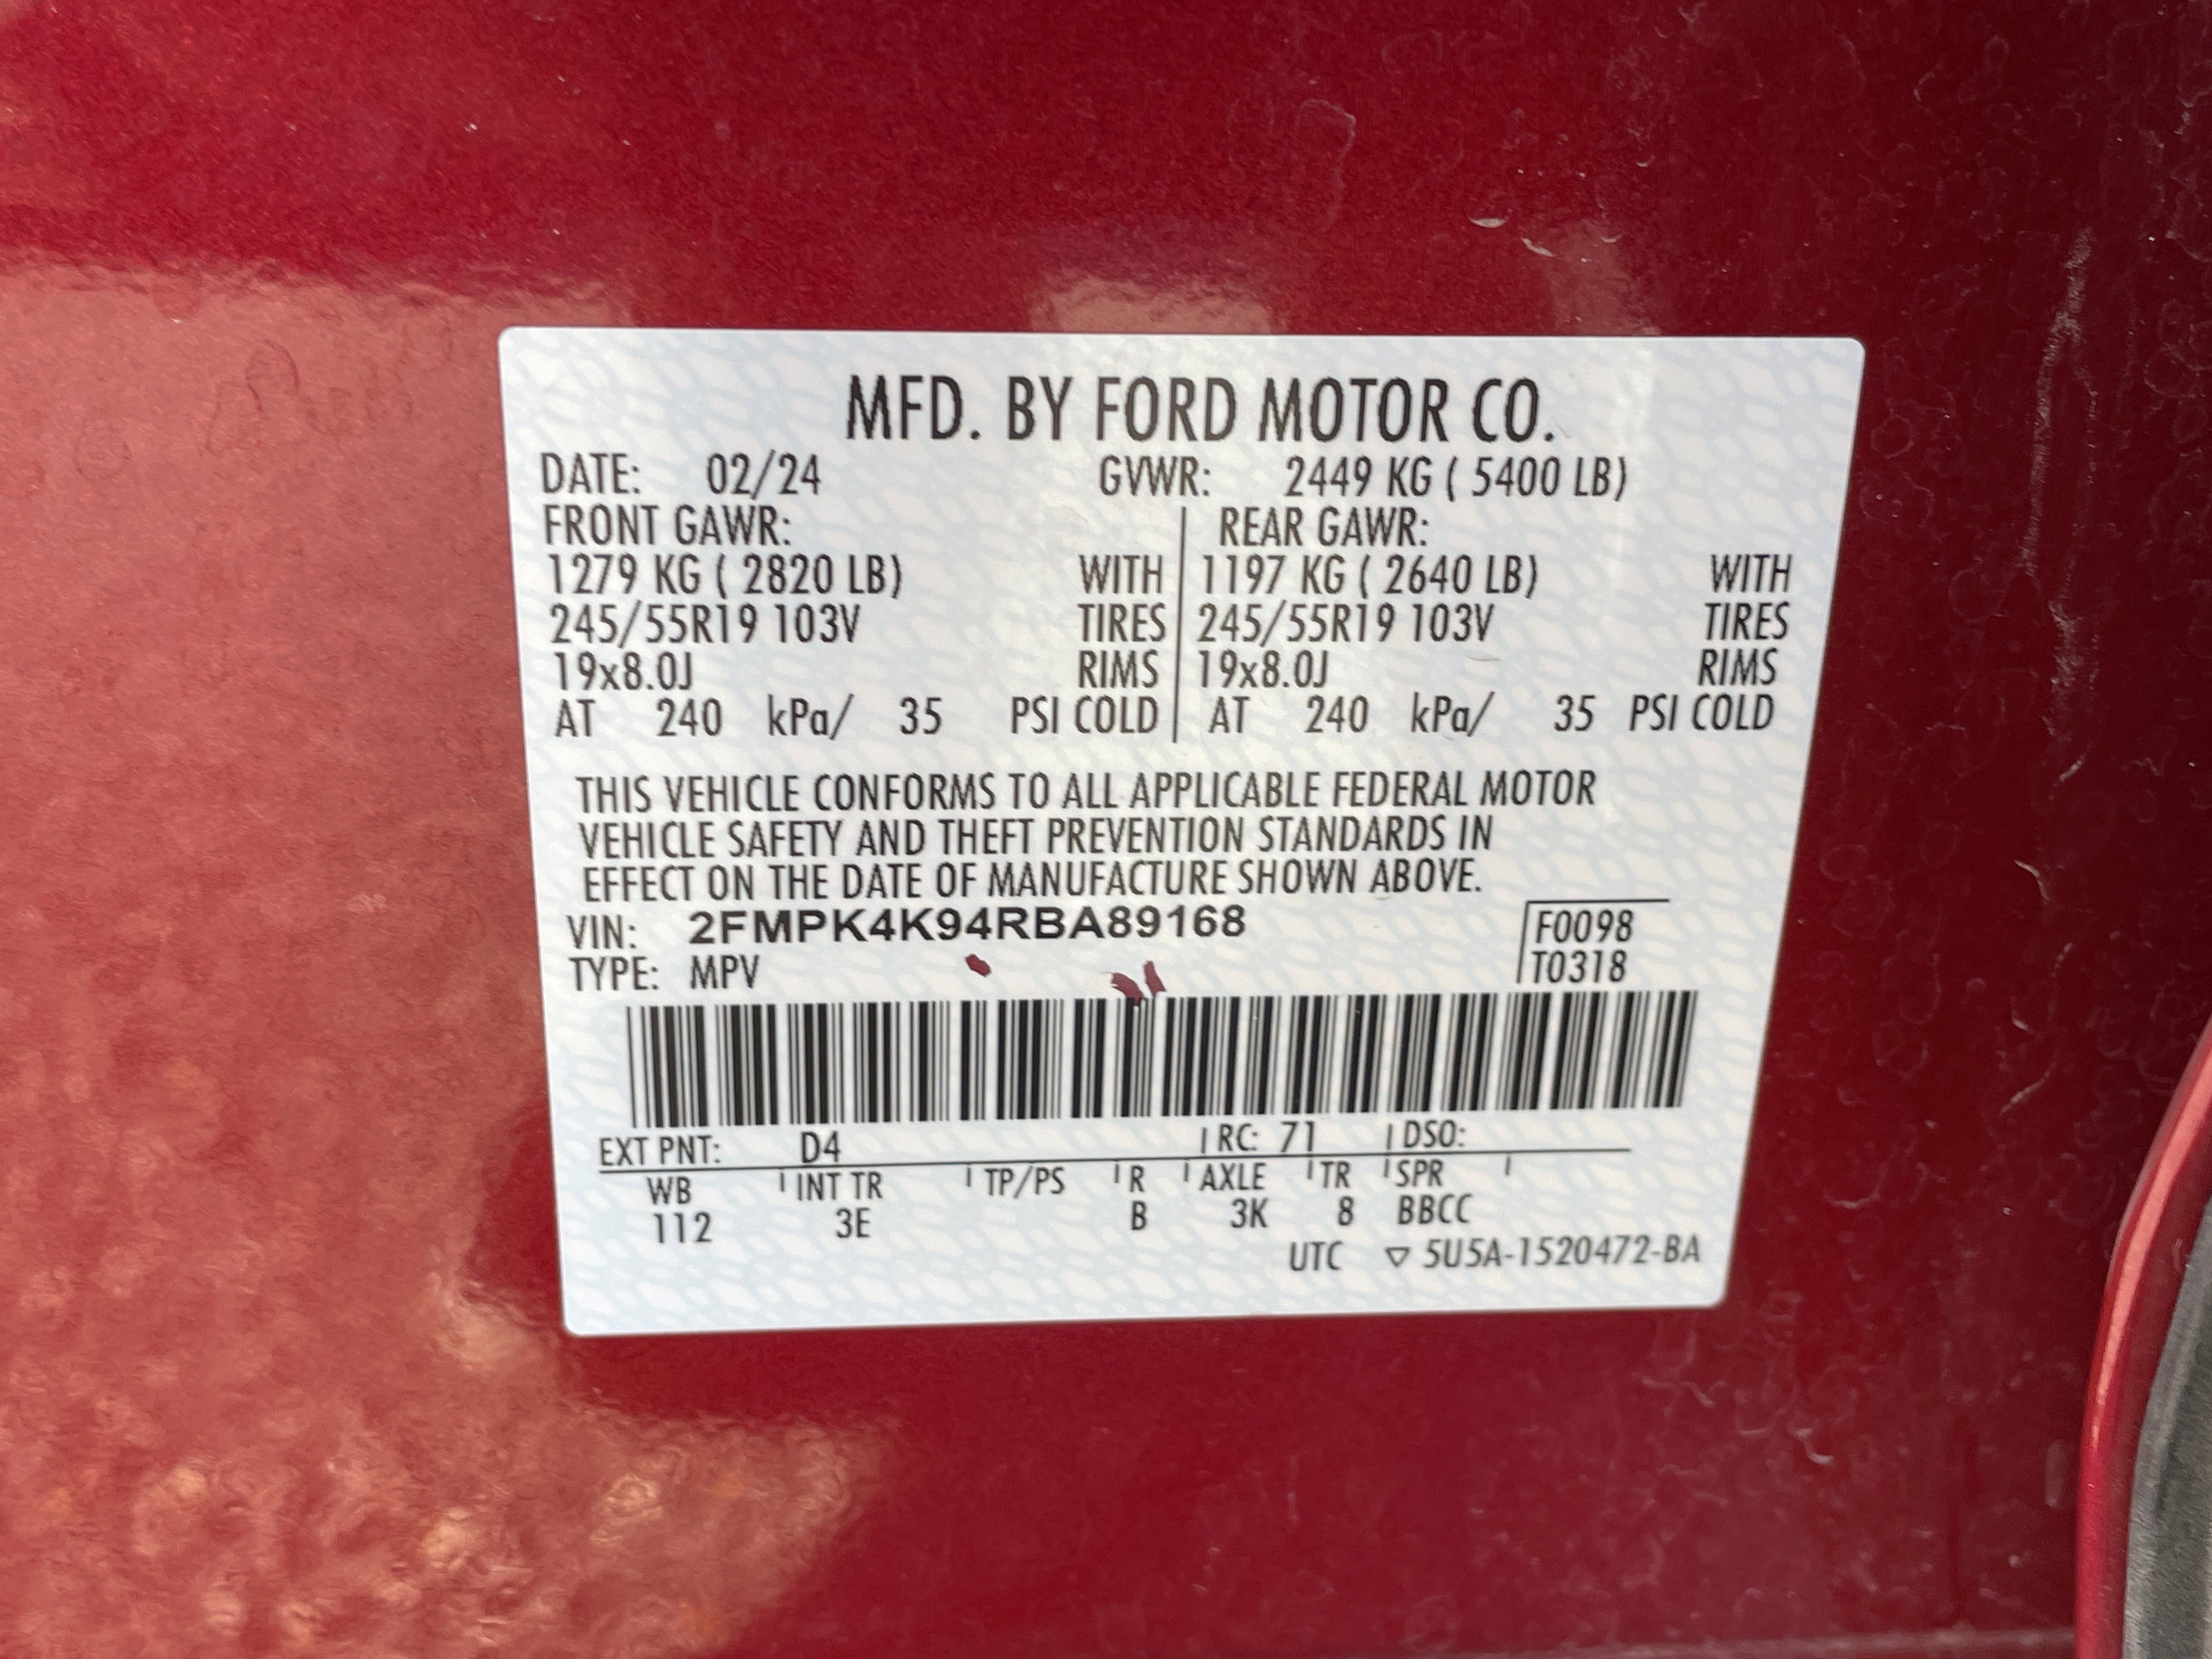 MFD. BY FORD MOTOR CO.
DATE: 02/24 GVWR: 2449 KG ( 5400 LB)
FRONT GAWR: REAR GAWR:
1279 KG ( 2820 LB) WITH 1197 KG ( 2640 LB) WITH
245/55R19 103V TIRES 245/55R19 103V TIRES
19x8.0J RIMS 19x8.0J RIMS
AT 240 kPa/ 35 PSI COLD AT 240 kPa/ 35 PSI COLD
THIS VEHICLE CONFORMS TO ALL APPLICABLE FEDERAL MOTOR
VEHICLE SAFETY AND THEFT PREVENTION STANDARDS IN
EFFECT ON THE DATE OF MANUFACTURE SHOWN ABOVE.
VIN: 2FMPK4K94RBA89168 F0098
TYPE: MPV T0318
EXT PNT: D4 RC: 71 DSO:
WB INT TR TP/PS R AXLE TR SPR
112 3E B 3K 8 BBCC
UTC ▽ 5U5A-1520472-BA